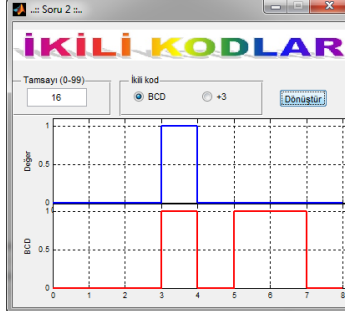 ..:: Soru 2 ::..
İKİLİ KODLAR
Tamsayı (0-99)
16
İkili kod
BCD
+3
Dönüştür
Değer
1
0.5
0
BCD
1
0.5
0
0 1 2 3 4 5 6 7 8